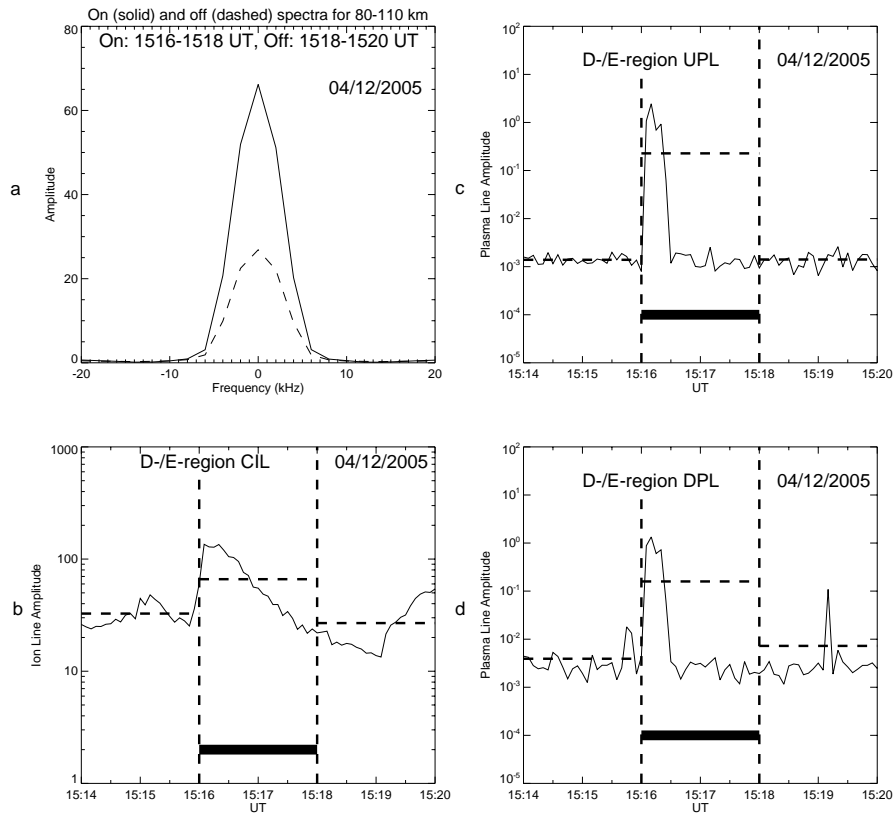 On (solid) and off (dashed) spectra for 80-110 km
On: 1516-1518 UT, Off: 1518-1520 UT
04/12/2005
80
60
40
20
0
Amplitude
-20 -10 0 10 20
Frequency (kHz)
a
D-/E-region UPL 04/12/2005
10^2
10^1
10^0
10^-1
10^-2
10^-3
10^-4
10^-5
Plasma Line Amplitude
15:14 15:15 15:16 15:17 15:18 15:19 15:20
UT
c
D-/E-region CIL 04/12/2005
1000
100
10
1
Ion Line Amplitude
15:14 15:15 15:16 15:17 15:18 15:19 15:20
UT
b
D-/E-region DPL 04/12/2005
10^2
10^1
10^0
10^-1
10^-2
10^-3
10^-4
10^-5
Plasma Line Amplitude
15:14 15:15 15:16 15:17 15:18 15:19 15:20
UT
d